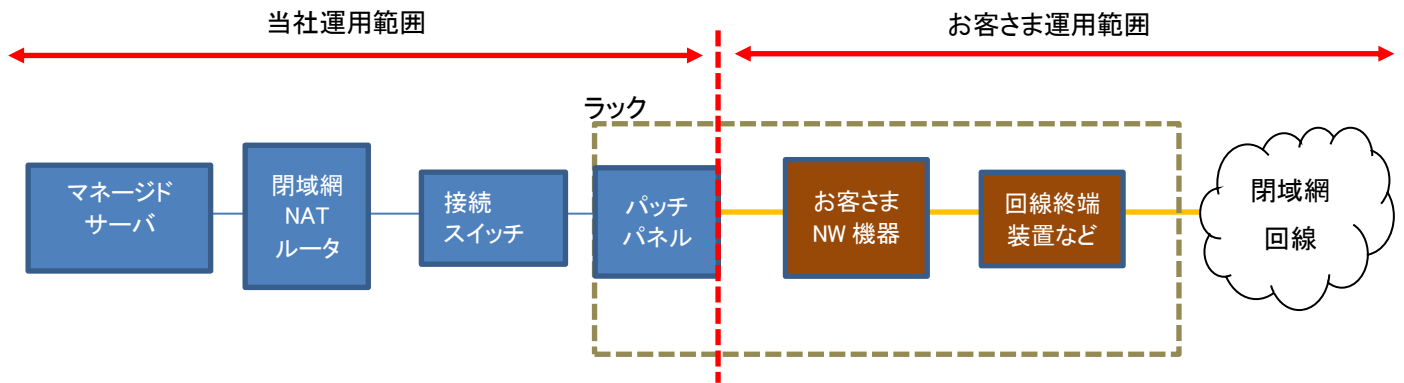 当社運用範囲
お客さま運用範囲
ラック
マネージド
サーバ
閉域網
NAT
ルータ
接続
スイッチ
パッチ
パネル
お客さま
NW 機器
回線終端
装置など
閉域網
回線